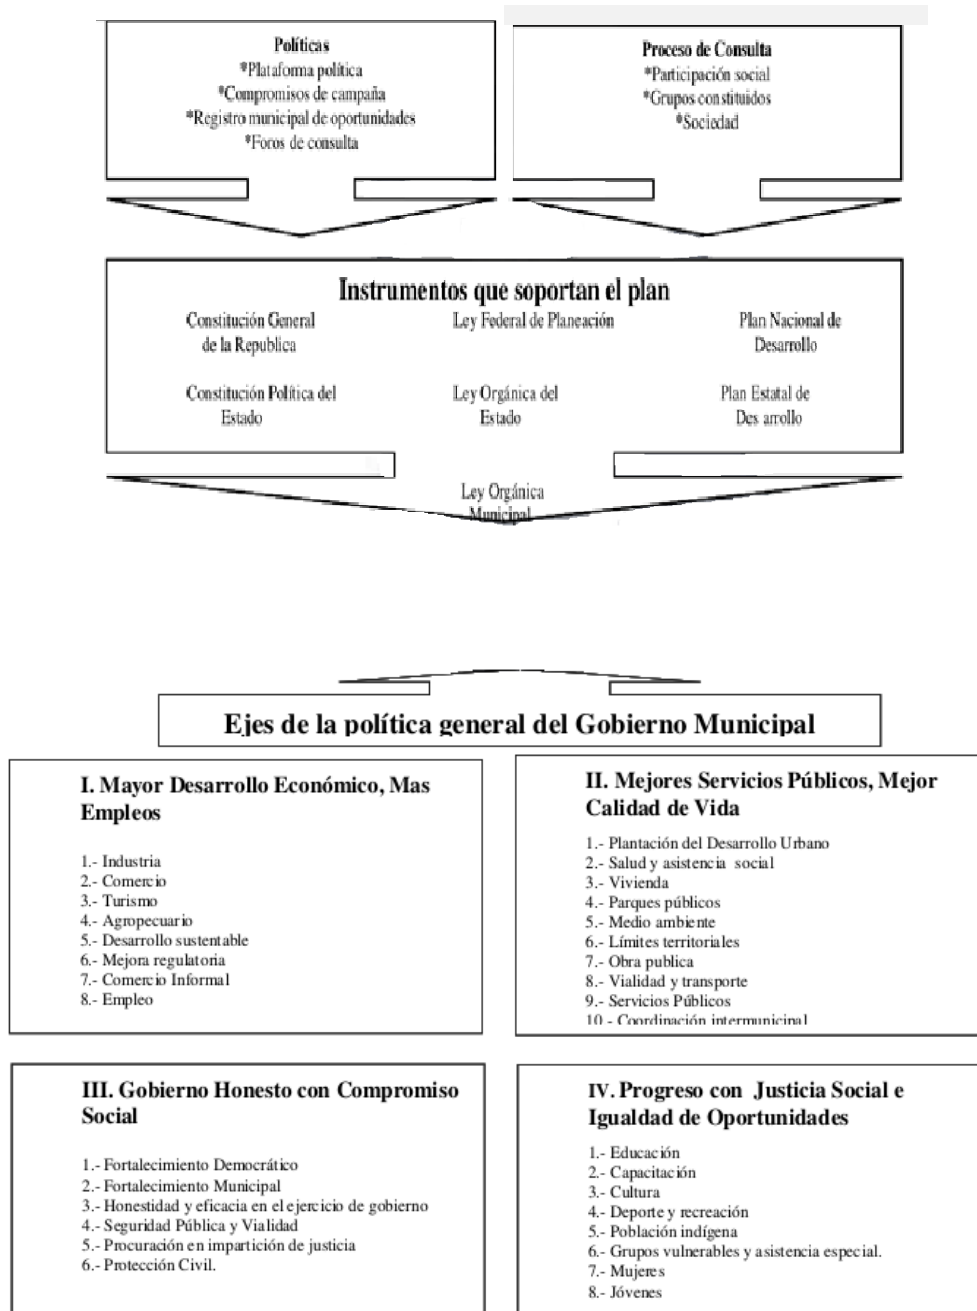 Políticas
*Plataforma política
*Compromisos de campaña
*Registro municipal de oportunidades
*Foros de consulta
Proceso de Consulta
*Participación social
*Grupos constituidos
*Sociedad
Instrumentos que soportan el plan
Constitución General
de la Republica
Ley Federal de Planeación
Plan Nacional de
Desarrollo
Constitución Política del
Estado
Ley Orgánica del
Estado
Plan Estatal de
Des arrollo
Ley Orgánica
Municipal
Ejes de la política general del Gobierno Municipal
I. Mayor Desarrollo Económico, Mas
Empleos
1.- Industria
2.- Comercio
3.- Turismo
4.- Agropecuario
5.- Desarrollo sustentable
6.- Mejora regulatoria
7.- Comercio Informal
8.- Empleo
II. Mejores Servicios Públicos, Mejor
Calidad de Vida
1.- Plantación del Desarrollo Urbano
2.- Salud y asistencia social
3.- Vivienda
4.- Parques públicos
5.- Medio ambiente
6.- Límites territoriales
7.- Obra publica
8.- Vialidad y transporte
9.- Servicios Públicos
10.- Coordinación intermunicipal
III. Gobierno Honesto con Compromiso
Social
1.- Fortalecimiento Democrático
2.- Fortalecimiento Municipal
3.- Honestidad y eficacia en el ejercicio de gobierno
4.- Seguridad Pública y Vialidad
5.- Procuración en impartición de justicia
6.- Protección Civil.
IV. Progreso con Justicia Social e
Igualdad de Oportunidades
1.- Educación
2.- Capacitación
3.- Cultura
4.- Deporte y recreación
5.- Población indígena
6.- Grupos vulnerables y asistencia especial.
7.- Mujeres
8.- Jóvenes